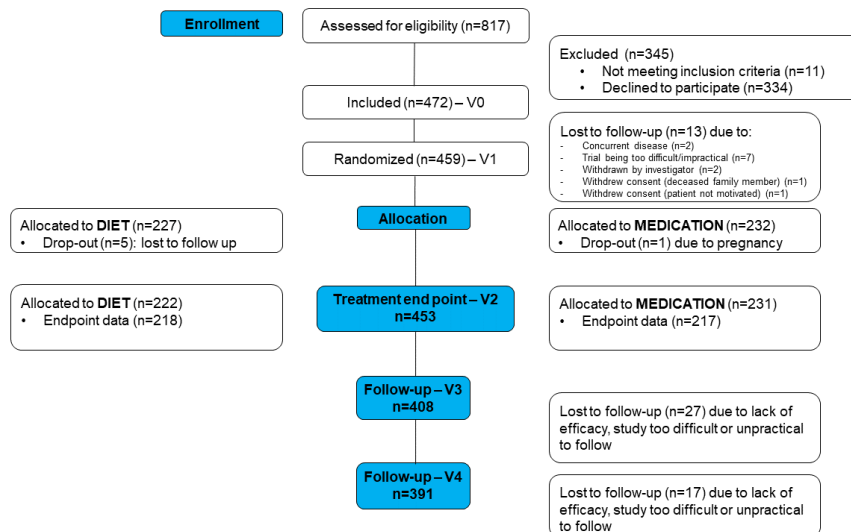 Enrollment
Assessed for eligibility (n=817)
Excluded (n=345)
• Not meeting inclusion criteria (n=11)
• Declined to participate (n=334)
Included (n=472) – V0
Lost to follow-up (n=13) due to:
- Concurrent disease (n=2)
- Trial being too difficult/impractical (n=7)
- Withdrawn by investigator (n=2)
- Withdrew consent (deceased family member) (n=1)
- Withdrew consent (patient not motivated) (n=1)
Randomized (n=459) – V1
Allocation
Allocated to DIET (n=227)
• Drop-out (n=5): lost to follow up
Allocated to MEDICATION (n=232)
• Drop-out (n=1) due to pregnancy
Allocated to DIET (n=222)
• Endpoint data (n=218)
Treatment end point – V2
n=453
Allocated to MEDICATION (n=231)
• Endpoint data (n=217)
Follow-up – V3
n=408
Lost to follow-up (n=27) due to lack of
efficacy, study too difficult or unpractical
to follow
Follow-up – V4
n=391
Lost to follow-up (n=17) due to lack of
efficacy, study too difficult or unpractical
to follow